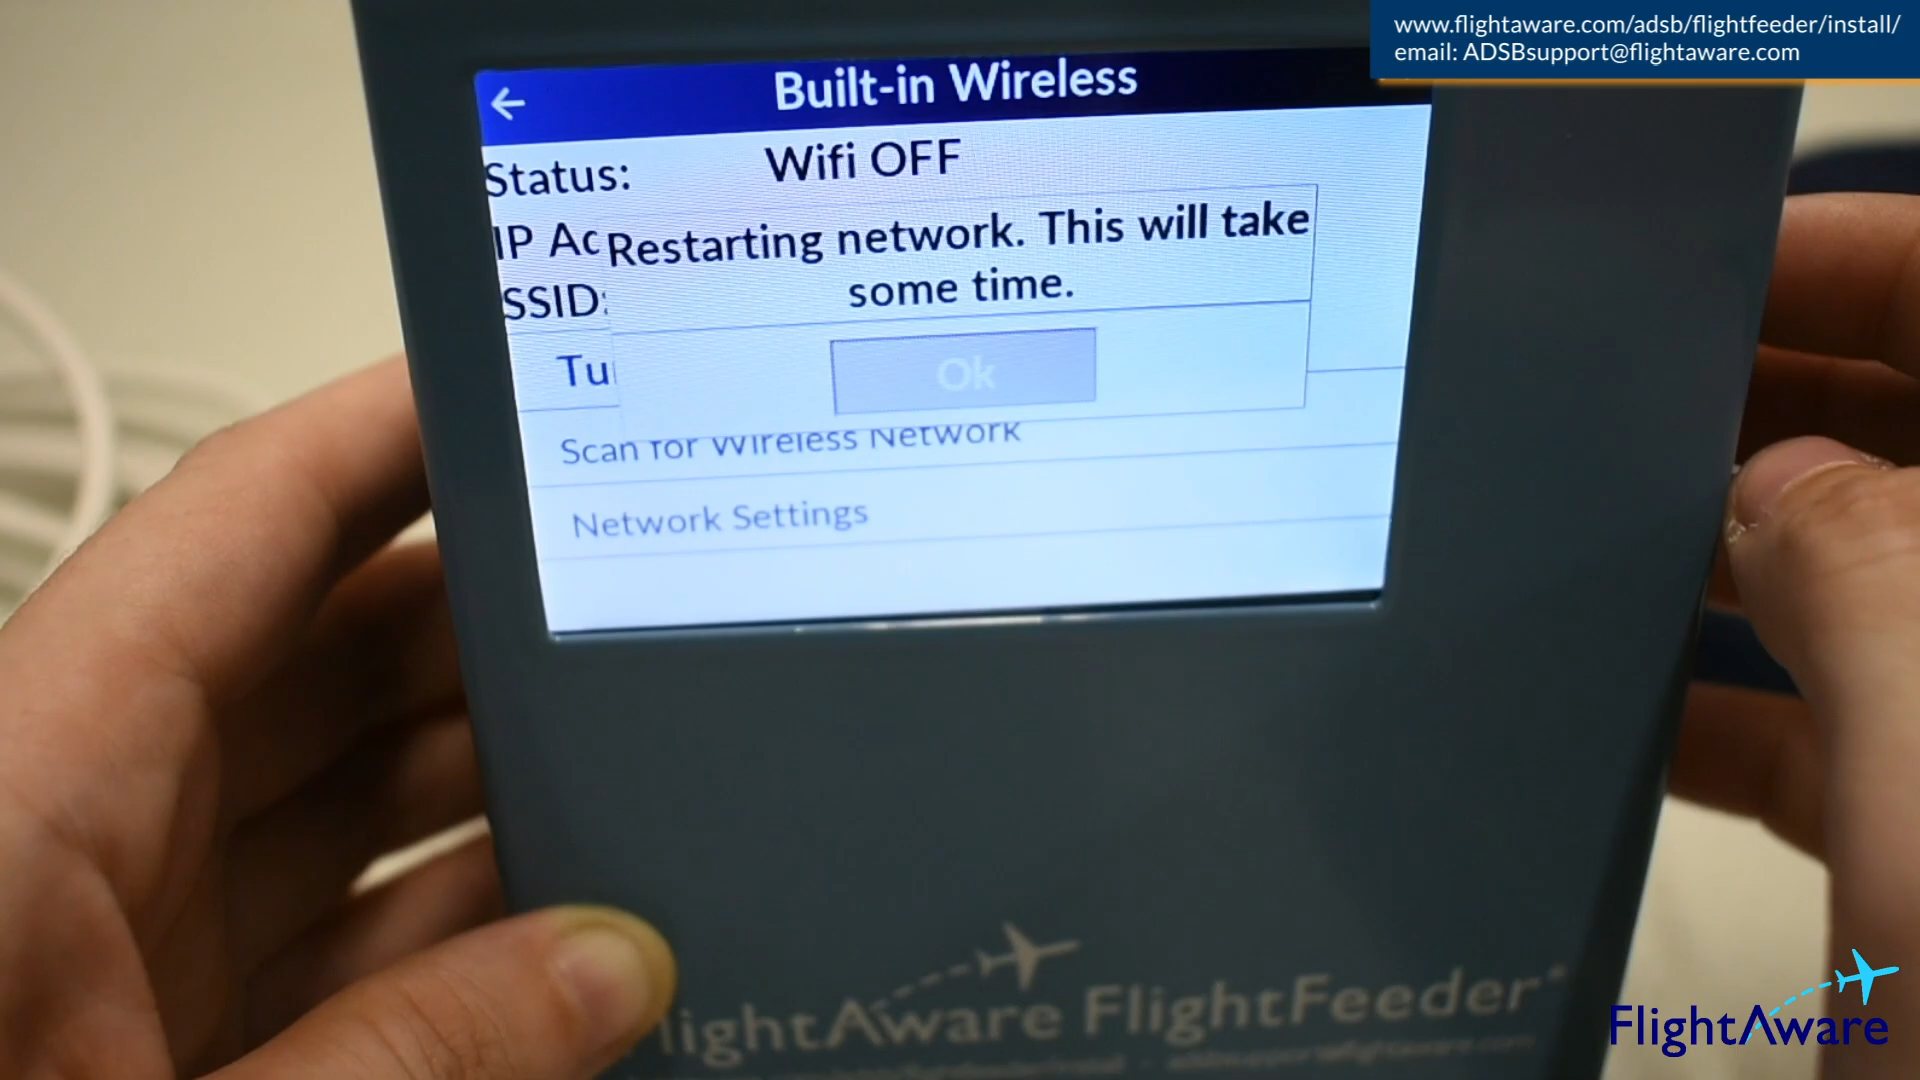 www.flightaware.com/adsb/flightfeeder/install/
email: ADSBsupport@flightaware.com
Built-in Wireless
Status: Wifi OFF
IP Ac
Restarting network. This will take
some time.
SSID:
Tu
Ok
Scan for Wireless Network
Network Settings
lightAware FlightFeeder
FlightAware